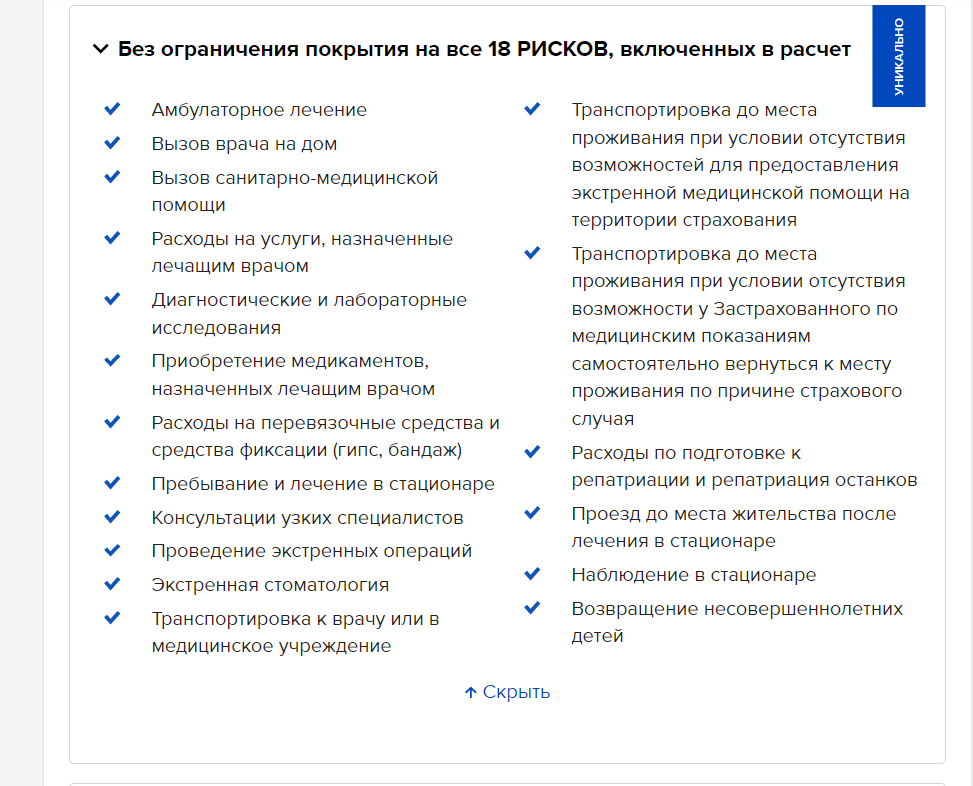 Без ограничения покрытия на все 18 РИСКОВ, включенных в расчет
УНИКАЛЬНО
Амбулаторное лечение
Вызов врача на дом
Вызов санитарно-медицинской
помощи
Расходы на услуги, назначенные
лечащим врачом
Диагностические и лабораторные
исследования
Приобретение медикаментов,
назначенных лечащим врачом
Расходы на перевязочные средства и
средства фиксации (гипс, бандаж)
Пребывание и лечение в стационаре
Консультации узких специалистов
Проведение экстренных операций
Экстренная стоматология
Транспортировка к врачу или в
медицинское учреждение
Транспортировка до места
проживания при условии отсутствия
возможностей для предоставления
экстренной медицинской помощи на
территории страхования
Транспортировка до места
проживания при условии отсутствия
возможности у Застрахованного по
медицинским показаниям
самостоятельно вернуться к месту
проживания по причине страхового
случая
Расходы по подготовке к
репатриации и репатриация останков
Проезд до места жительства после
лечения в стационаре
Наблюдение в стационаре
Возвращение несовершеннолетних
детей
Скрыть